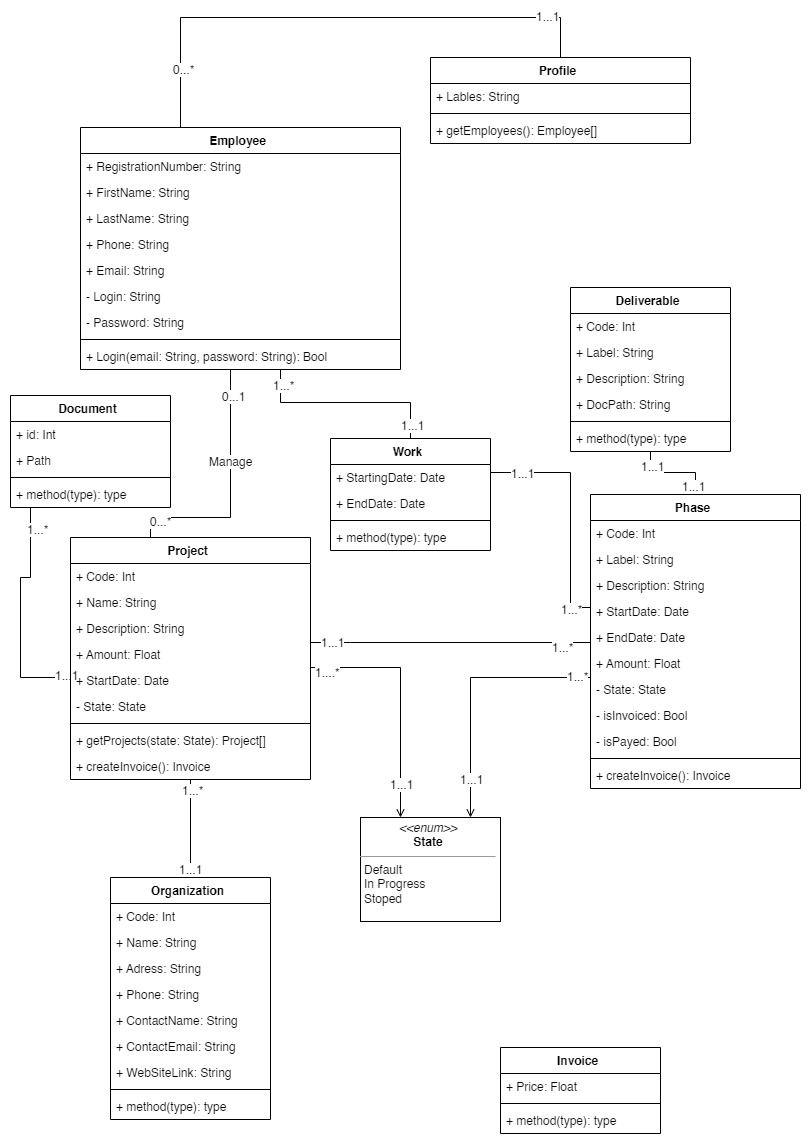 1...1
0...*
Profile
+ Lables: String
+ getEmployees(): Employee[]
Employee
+ RegistrationNumber: String
+ FirstName: String
+ LastName: String
+ Phone: String
+ Email: String
- Login: String
- Password: String
+ Login(email: String, password: String): Bool
Deliverable
+ Code: Int
+ Label: String
+ Description: String
+ DocPath: String
+ method(type): type
1...1
1...1
0...1
Manage
0...*
1...*
1...1
Document
+ id: Int
+ Path
+ method(type): type
1...*
1...1
Work
+ StartingDate: Date
+ EndDate: Date
+ method(type): type
1...1
1...*
Phase
+ Code: Int
+ Label: String
+ Description: String
+ StartDate: Date
+ EndDate: Date
+ Amount: Float
- State: State
- isInvoiced: Bool
- isPayed: Bool
+ createInvoice(): Invoice
Project
+ Code: Int
+ Name: String
+ Description: String
+ Amount: Float
+ StartDate: Date
- State: State
+ getProjects(state: State): Project[]
+ createInvoice(): Invoice
1...1
1...*
1....*
1...1
1...*
1...1
<<enum>>
State
Default
In Progress
Stoped
1...*
1...1
Organization
+ Code: Int
+ Name: String
+ Adress: String
+ Phone: String
+ ContactName: String
+ ContactEmail: String
+ WebSiteLink: String
+ method(type): type
Invoice
+ Price: Float
+ method(type): type